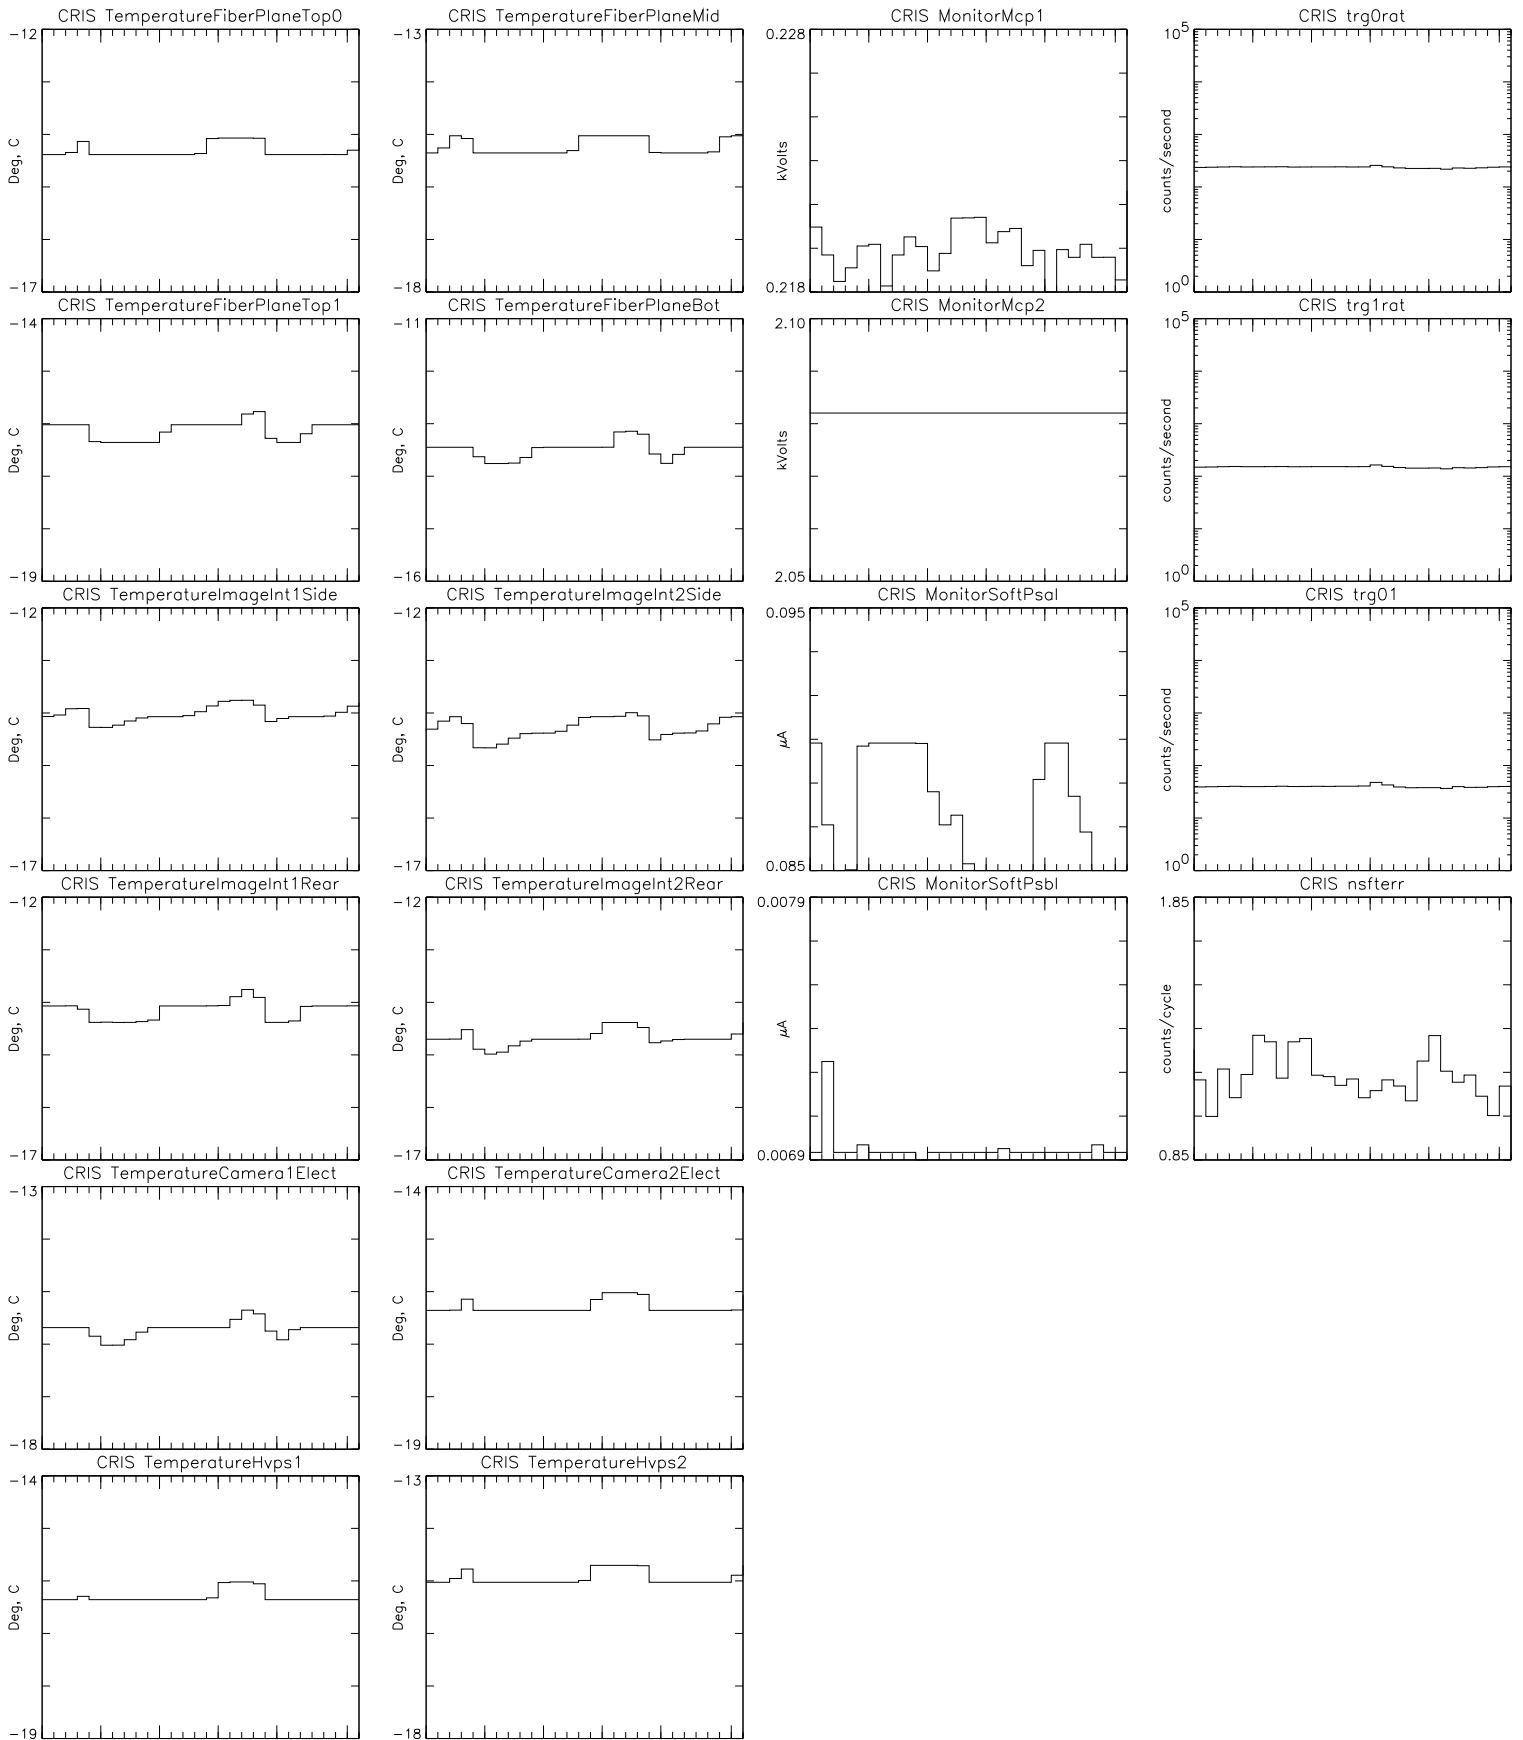 CRIS TemperatureFiberPlaneTop0
-12
Deg, C
-17
CRIS TemperatureFiberPlaneMid
-13
Deg, C
-18
CRIS MonitorMcp1
0.228
kVolts
0.218
CRIS trg0rat
10^5
counts/second
10^0
CRIS TemperatureFiberPlaneTop1
-14
Deg, C
-19
CRIS TemperatureFiberPlaneBot
-11
Deg, C
-16
CRIS MonitorMcp2
2.10
kVolts
2.05
CRIS trg1rat
10^5
counts/second
10^0
CRIS TemperatureImageInt1Side
-12
Deg, C
-17
CRIS TemperatureImageInt2Side
-12
Deg, C
-17
CRIS MonitorSoftPsaI
0.095
μA
0.085
CRIS trg01
10^5
counts/second
10^0
CRIS TemperatureImageInt1Rear
-12
Deg, C
-17
CRIS TemperatureImageInt2Rear
-12
Deg, C
-17
CRIS MonitorSoftPsbI
0.0079
μA
0.0069
CRIS nsfterr
1.85
counts/cycle
0.85
CRIS TemperatureCamera1Elect
-13
Deg, C
-18
CRIS TemperatureCamera2Elect
-14
Deg, C
-19
CRIS TemperatureHvps1
-14
Deg, C
-19
CRIS TemperatureHvps2
-13
Deg, C
-18